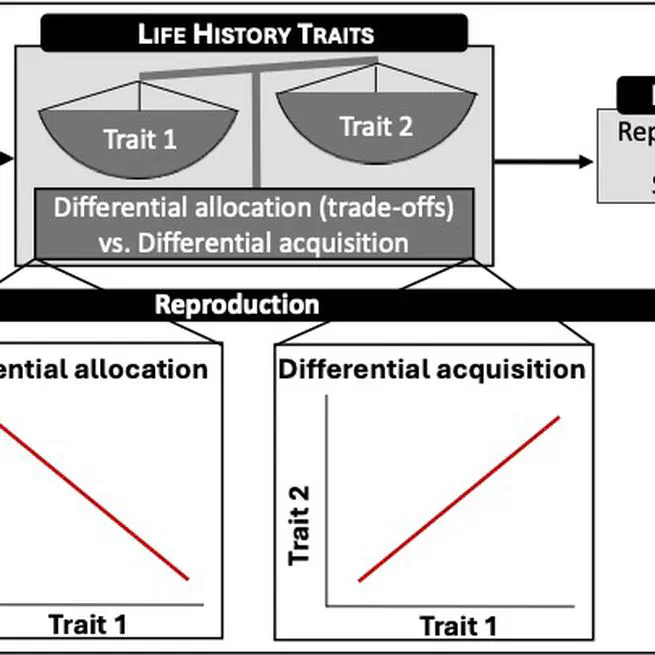 LIFE HISTORY TRAITS
Trait 1
Trait 2
Differential allocation (trade-offs)
vs. Differential acquisition
Reproduction
allocation
Trait 1
Differential acquisition
Trait 2
Trait 1